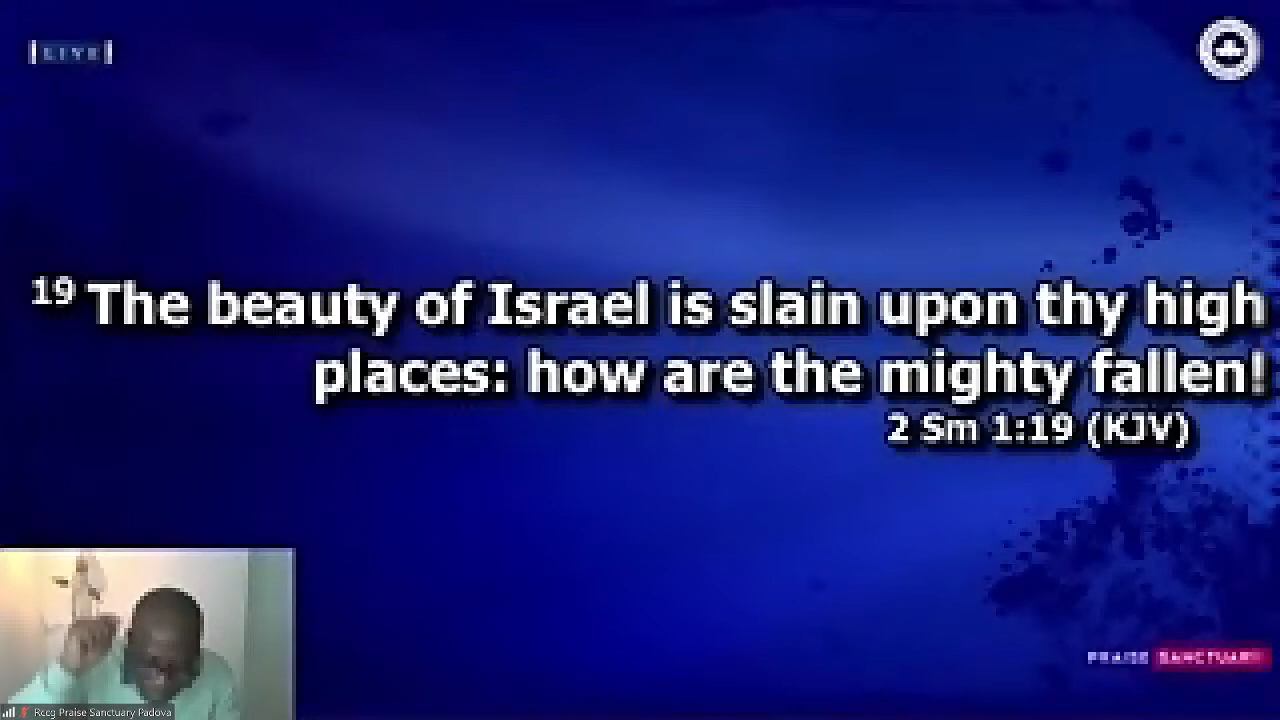 LIVE
19 The beauty of Israel is slain upon thy high
places: how are the mighty fallen!
2 Sm 1:19 (KJV)
PRAISE SANCTUARY
Rccg Praise Sanctuary Padova